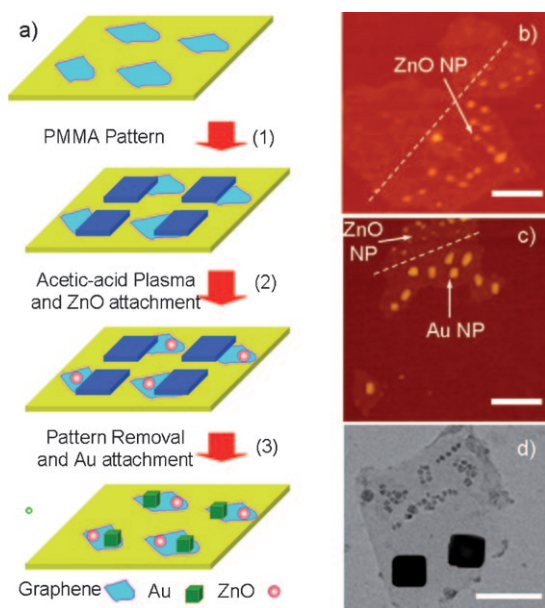 a)
PMMA Pattern
(1)
Acetic-acid Plasma
and ZnO attachment
(2)
Pattern Removal
and Au attachment
(3)
Graphene Au ZnO
b)
ZnO NP
c)
ZnO
NP
Au NP
d)